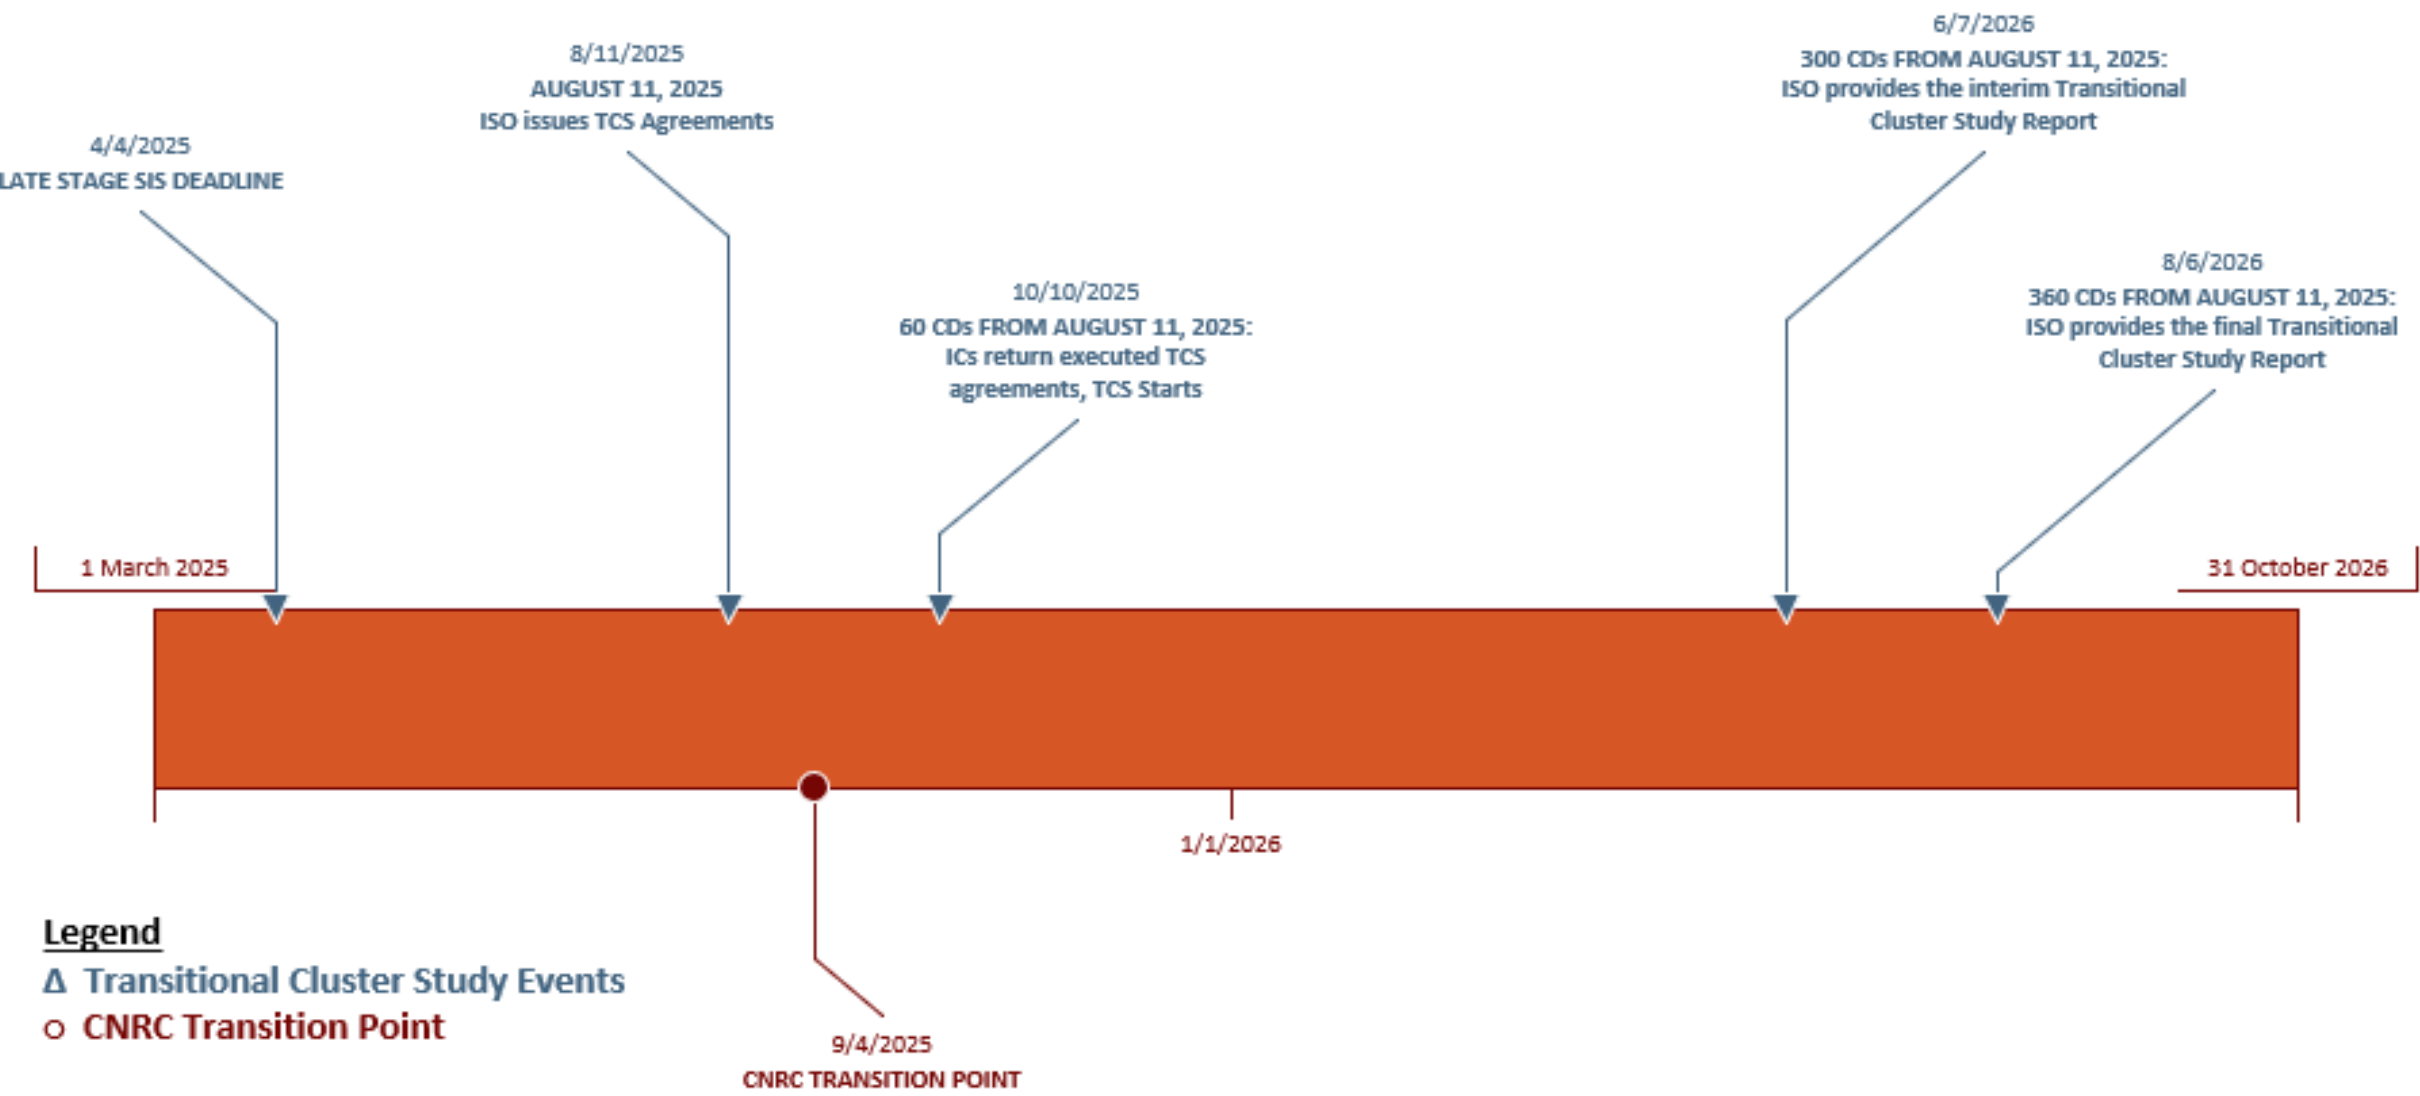 4/4/2025
LATE STAGE SIS DEADLINE
8/11/2025
AUGUST 11, 2025
ISO issues TCS Agreements
10/10/2025
60 CDs FROM AUGUST 11, 2025:
ICs return executed TCS
agreements, TCS Starts
6/7/2026
300 CDs FROM AUGUST 11, 2025:
ISO provides the interim Transitional
Cluster Study Report
8/6/2026
360 CDs FROM AUGUST 11, 2025:
ISO provides the final Transitional
Cluster Study Report
1 March 2025
31 October 2026
1/1/2026
9/4/2025
CNRC TRANSITION POINT
Legend
Δ Transitional Cluster Study Events
○ CNRC Transition Point